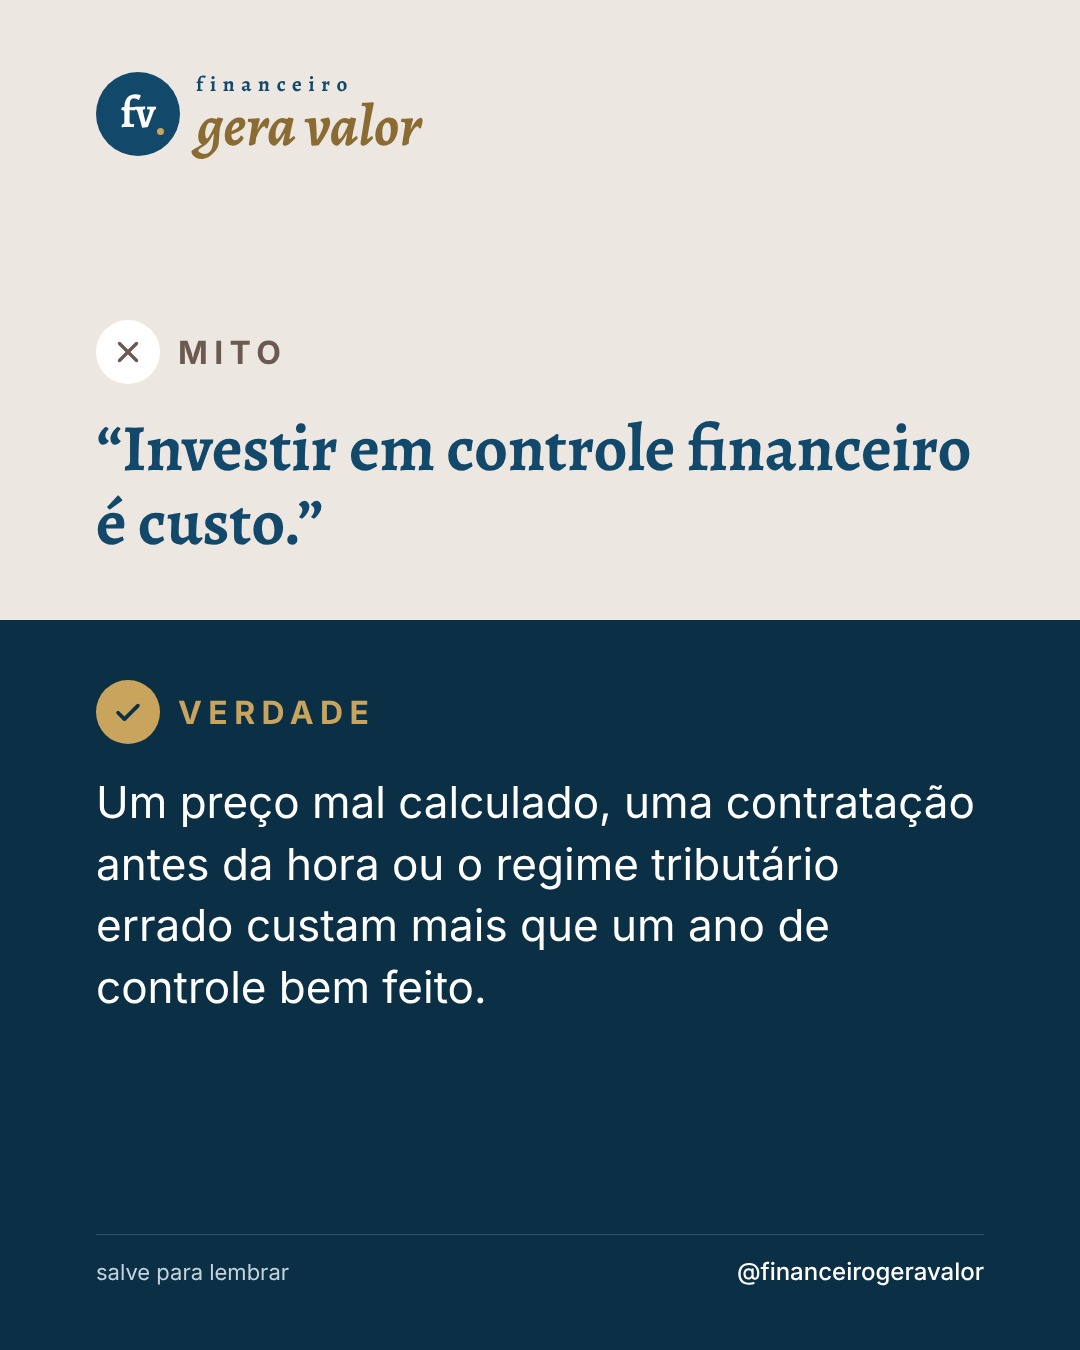 fv.
financeiro
gera valor
MITO
“Investir em controle financeiro
é custo.”
VERDADE
Um preço mal calculado, uma contratação
antes da hora ou o regime tributário
errado custam mais que um ano de
controle bem feito.
salve para lembrar
@financeirogeravalor